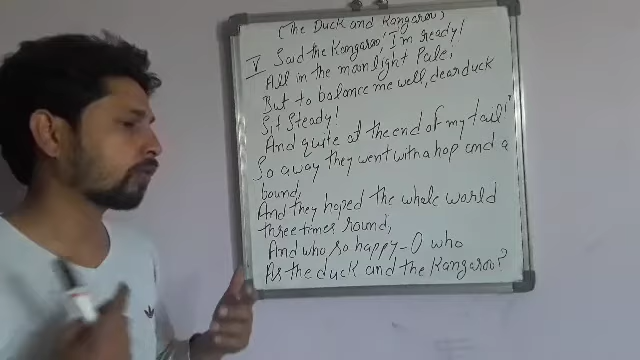 (The Duck and Kangaroo)
V Said the Kangaroo, I'm ready!
All in the moonlight Pale;
But to balance me well, dear duck
Sit Steady!
And quite at the end of my tail!'
So away they went with a hop and a
bound,
And they hoped the whole world
three times round,
And who so happy - O who
As the duck and the Kangaroo?